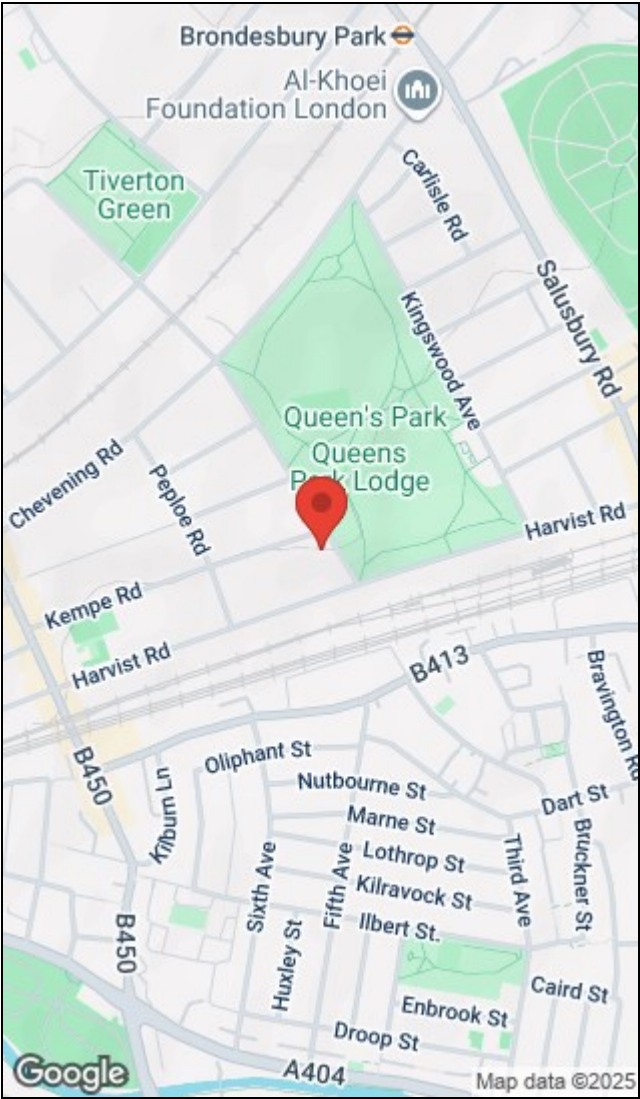 Brondesbury Park
Al-Khoei
Foundation London
Tiverton
Green
Carlisle Rd
Salusbury Rd
Kingswood Ave
Queen's Park
Queens
Park Lodge
Chevening Rd
Peploe Rd
Harvist Rd
Kempe Rd
Harvist Rd
B413
Bravington Rd
B450
Oliphant St
Kilburn Ln
Nutbourne St
Dart St
Marne St
Lothrop St
Third Ave
Bruckner St
Sixth Ave
Fifth Ave
Kilravock St
Ilbert St.
B450
Huxley St
Caird St
Enbrook St
Droop St
A404
Google
Map data ©2025